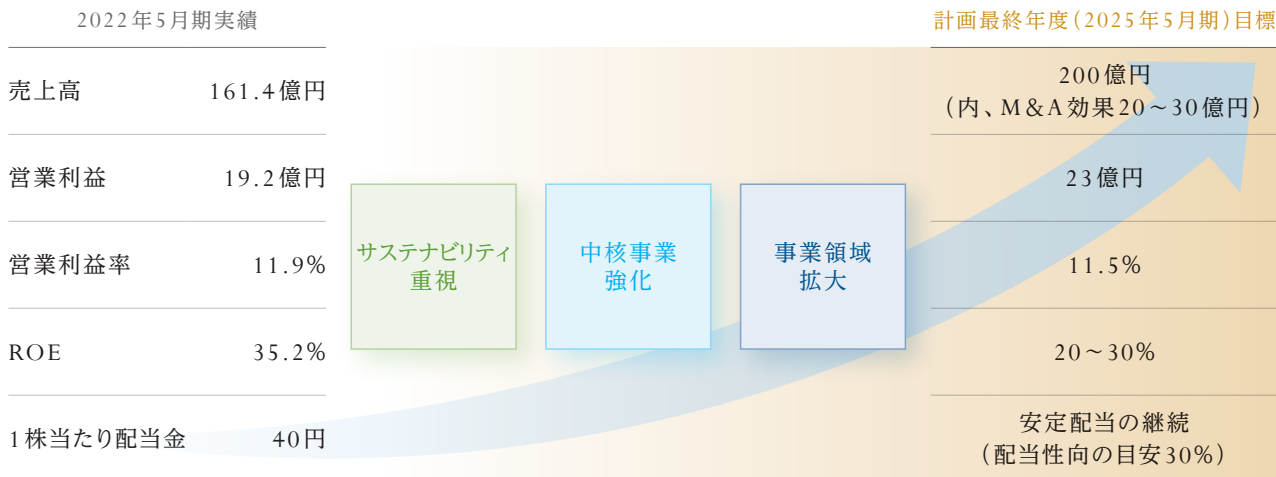 2022年5月期実績
計画最終年度(2025年5月期)目標
売上高 161.4億円
200億円
(内、M&A効果20～30億円)
営業利益 19.2億円
23億円
サステナビリティ
重視
中核事業
強化
事業領域
拡大
営業利益率 11.9%
11.5%
ROE 35.2%
20～30%
1株当たり配当金 40円
安定配当の継続
(配当性向の目安30%)